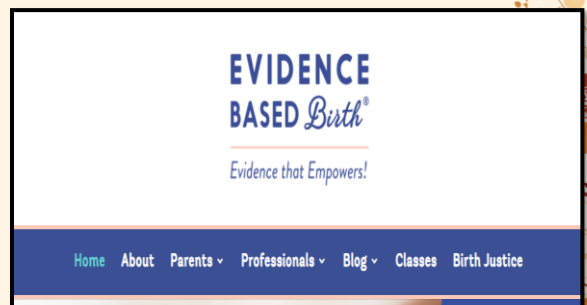 EVIDENCE
BASED Birth®
Evidence that Empowers!
Home About Parents Professionals Blog Classes Birth Justice